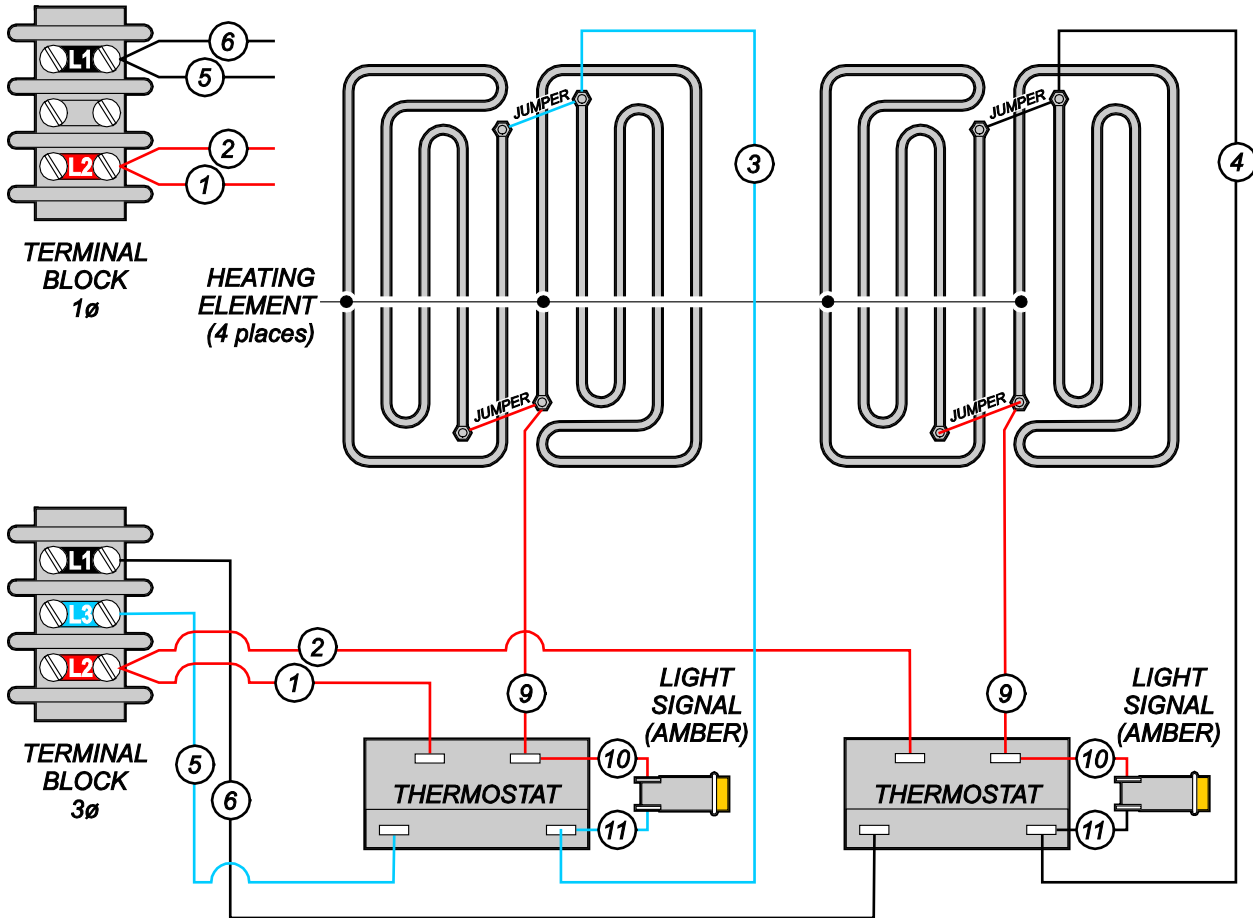 L1
6
5
2
L2
1
TERMINAL
BLOCK
1ø
HEATING
ELEMENT
(4 places)
JUMPER
JUMPER
3
JUMPER
JUMPER
4
L1
L3
L2
TERMINAL
BLOCK
3ø
2
1
5
6
9
9
THERMOSTAT
10
11
LIGHT
SIGNAL
(AMBER)
THERMOSTAT
10
11
LIGHT
SIGNAL
(AMBER)